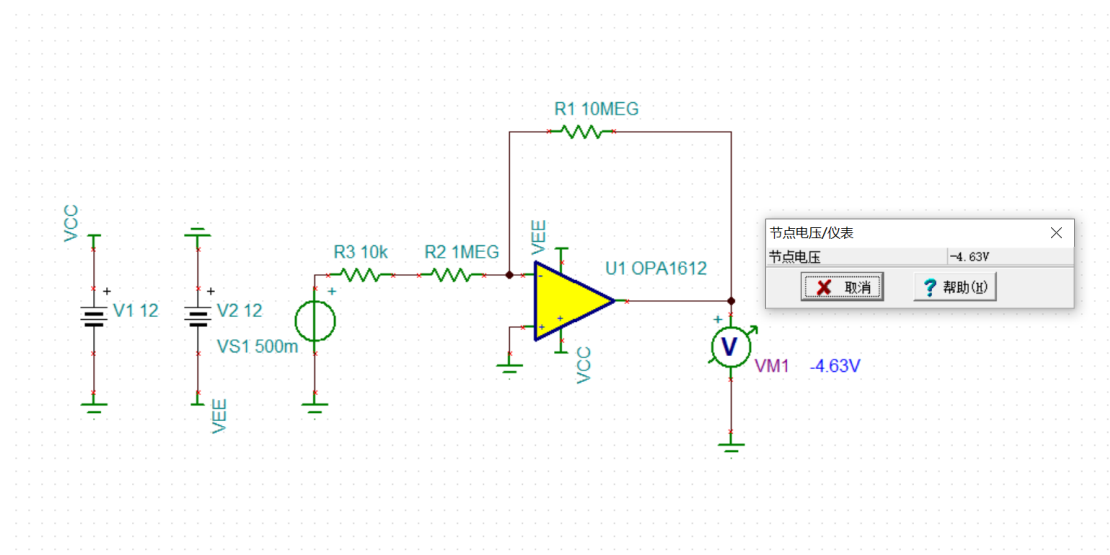 R1 10MEG
VCC
VEE
节点电压/仪表
R3 10k
R2 1MEG
U1 OPA1612
节点电压
-4.63V
取消
帮助(H)
V1 12
V2 12
VS1 500m
V
VCC
VM1
-4.63V
VEE